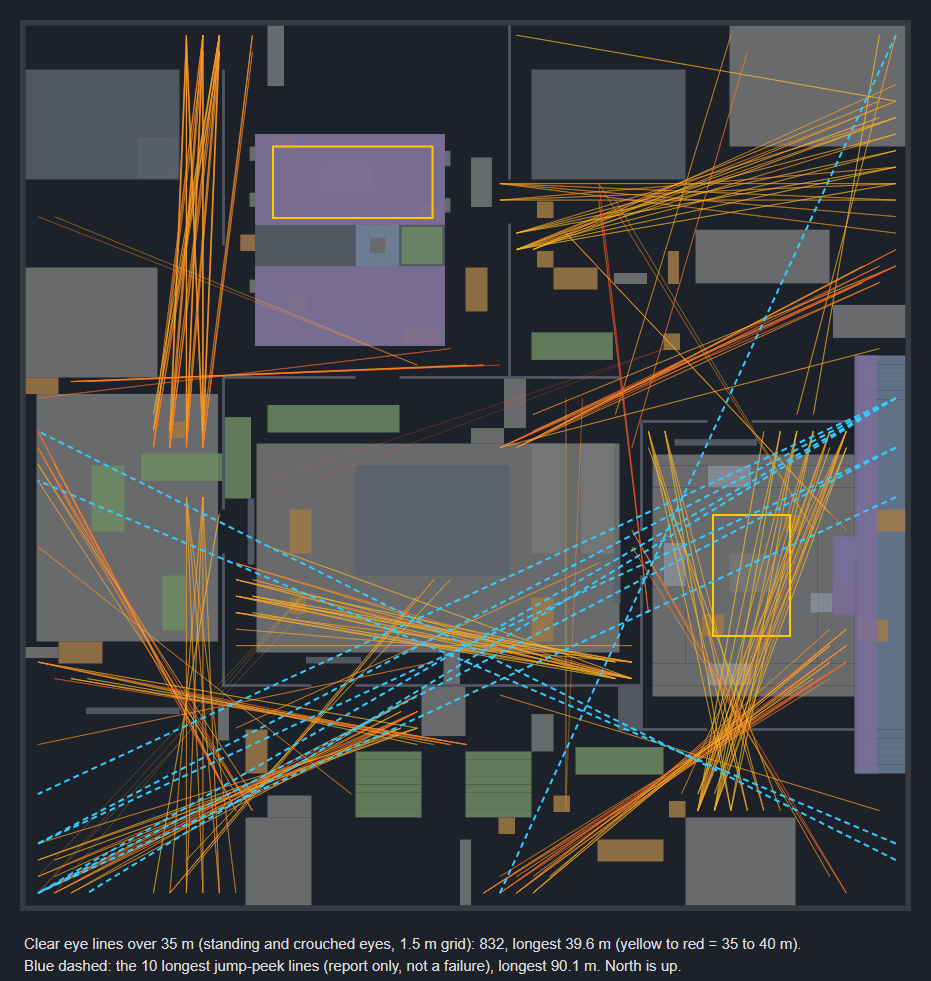 Clear eye lines over 35 m (standing and crouched eyes, 1.5 m grid): 832, longest 39.6 m (yellow to red = 35 to 40 m).
Blue dashed: the 10 longest jump-peek lines (report only, not a failure), longest 90.1 m. North is up.